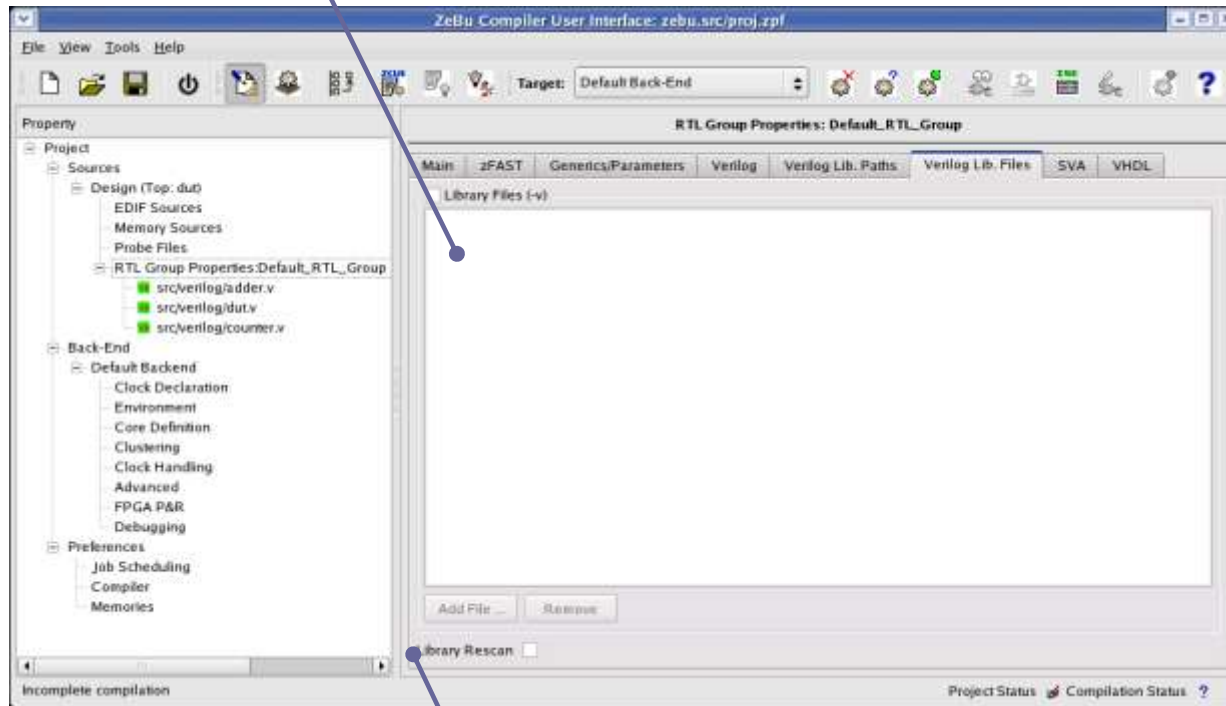 ZeBu Compiler User Interface: zebu.src/proj.zpf
File View Tools Help
Target: Default Back-End
Property
RTL Group Properties: Default_RTL_Group
Project
Sources
Design (Top: dut)
EDIF Sources
Memory Sources
Probe Files
RTL Group Properties:Default_RTL_Group
src/verilog/adder.v
src/verilog/dut.v
src/verilog/counter.v
Back-End
Default Backend
Clock Declaration
Environment
Core Definition
Clustering
Clock Handling
Advanced
FPGA P&R
Debugging
Preferences
Job Scheduling
Compiler
Memories
Main zFAST Generics/Parameters Verilog Verilog Lib. Paths Verilog Lib. Files SVA VHDL
Library Files (-v)
Add File ... Remove
Library Rescan
Incomplete compilation
Project Status Compilation Status ?